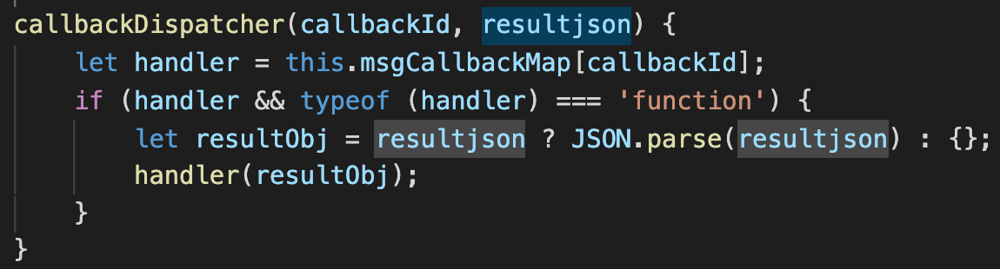 callbackDispatcher(callbackId, resultjson) {
let handler = this.msgCallbackMap[callbackId];
if (handler && typeof (handler) === 'function') {
let resultObj = resultjson ? JSON.parse(resultjson) : {};
handler(resultObj);
}
}